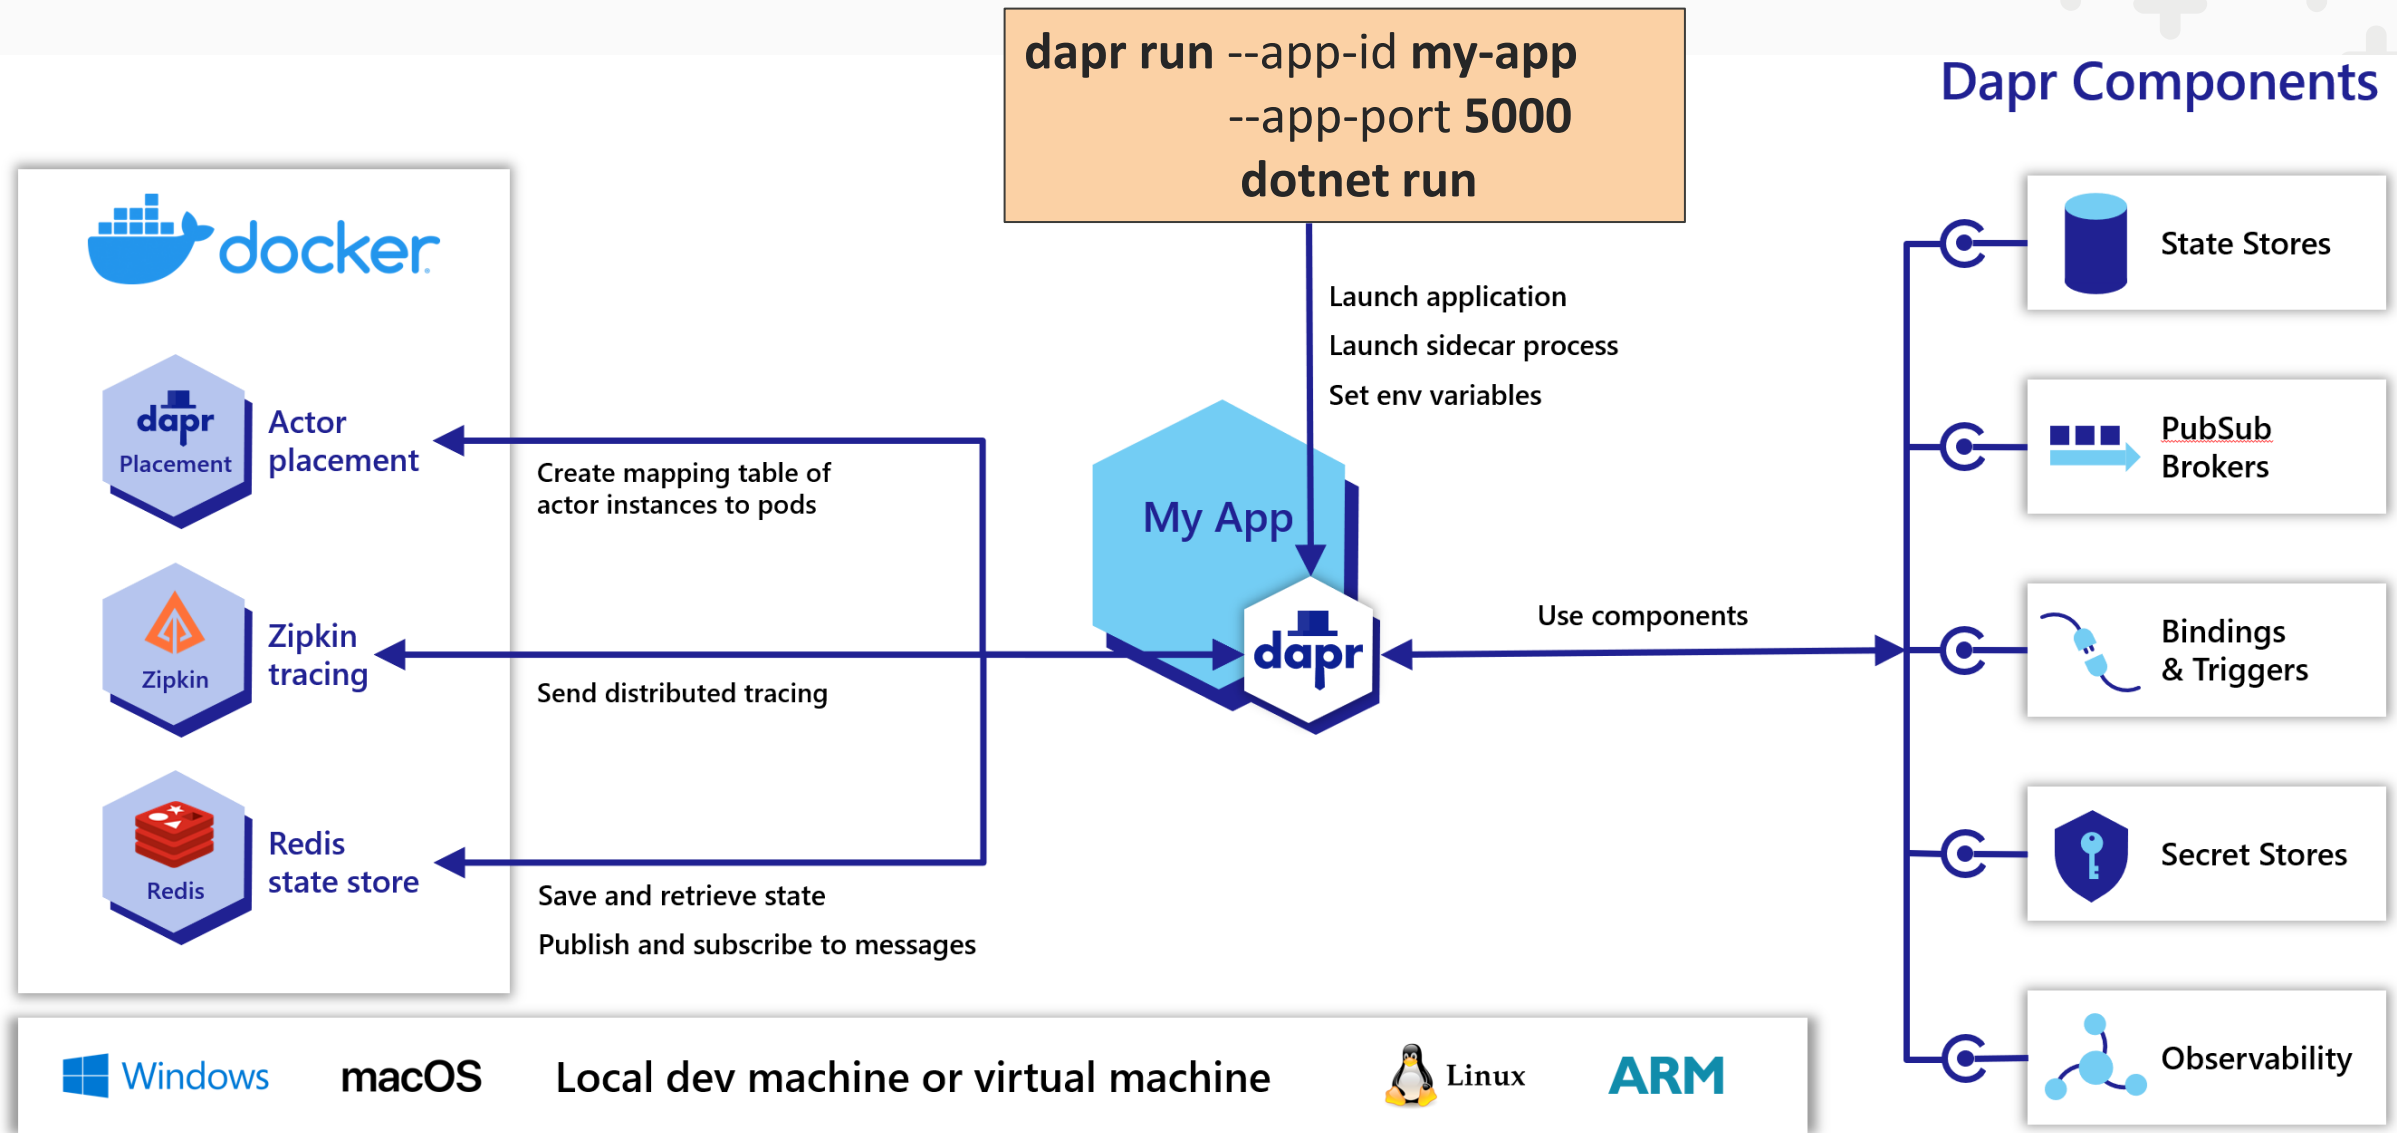 dapr run --app-id my-app
--app-port 5000
dotnet run
Dapr Components
docker
dapr
Placement
Actor
placement
Zipkin
Zipkin
tracing
Redis
Redis
state store
Create mapping table of
actor instances to pods
Send distributed tracing
Save and retrieve state
Publish and subscribe to messages
Launch application
Launch sidecar process
Set env variables
My App
dapr
Use components
State Stores
PubSub
Brokers
Bindings
& Triggers
Secret Stores
Observability
Windows
macOS
Local dev machine or virtual machine
Linux
ARM